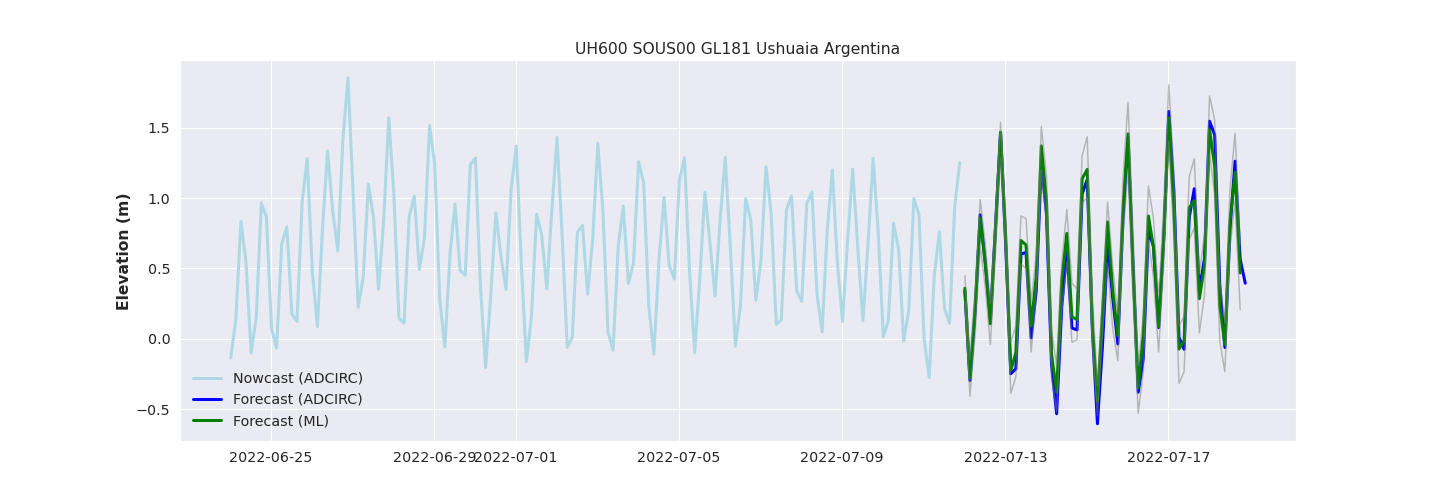 UH600 SOUS00 GL181 Ushuaia Argentina
Elevation (m)
1.5
1.0
0.5
0.0
−0.5
Nowcast (ADCIRC)
Forecast (ADCIRC)
Forecast (ML)
2022-06-25 2022-06-29 2022-07-01 2022-07-05 2022-07-09 2022-07-13 2022-07-17